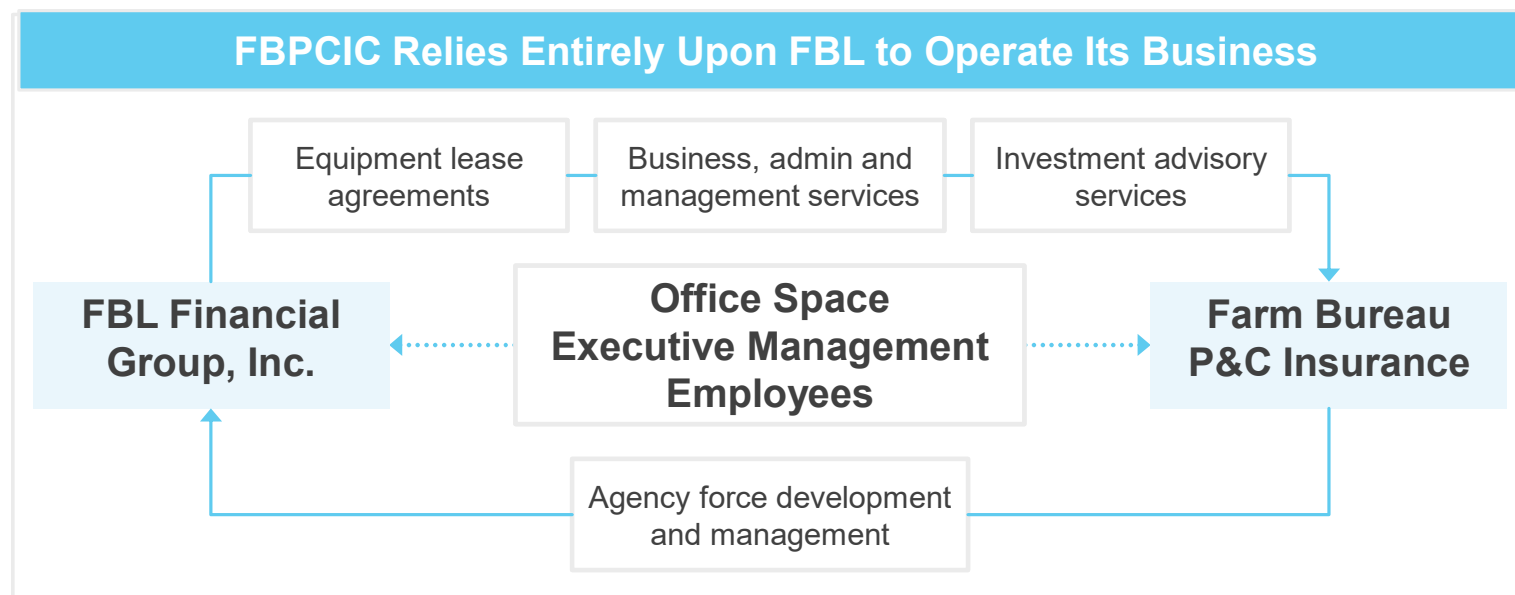 FBPCIC Relies Entirely Upon FBL to Operate Its Business
Equipment lease
agreements
Business, admin and
management services
Investment advisory
services
FBL Financial
Group, Inc.
Office Space
Executive Management
Employees
Farm Bureau
P&C Insurance
Agency force development
and management